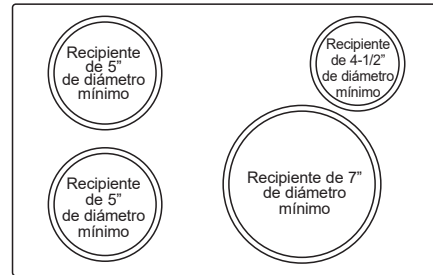 Recipiente
de 5”
de diámetro
mínimo
Recipiente
de 4-1/2”
de diámetro
mínimo
Recipiente
de 5”
de diámetro
mínimo
Recipiente de 7”
de diámetro
mínimo